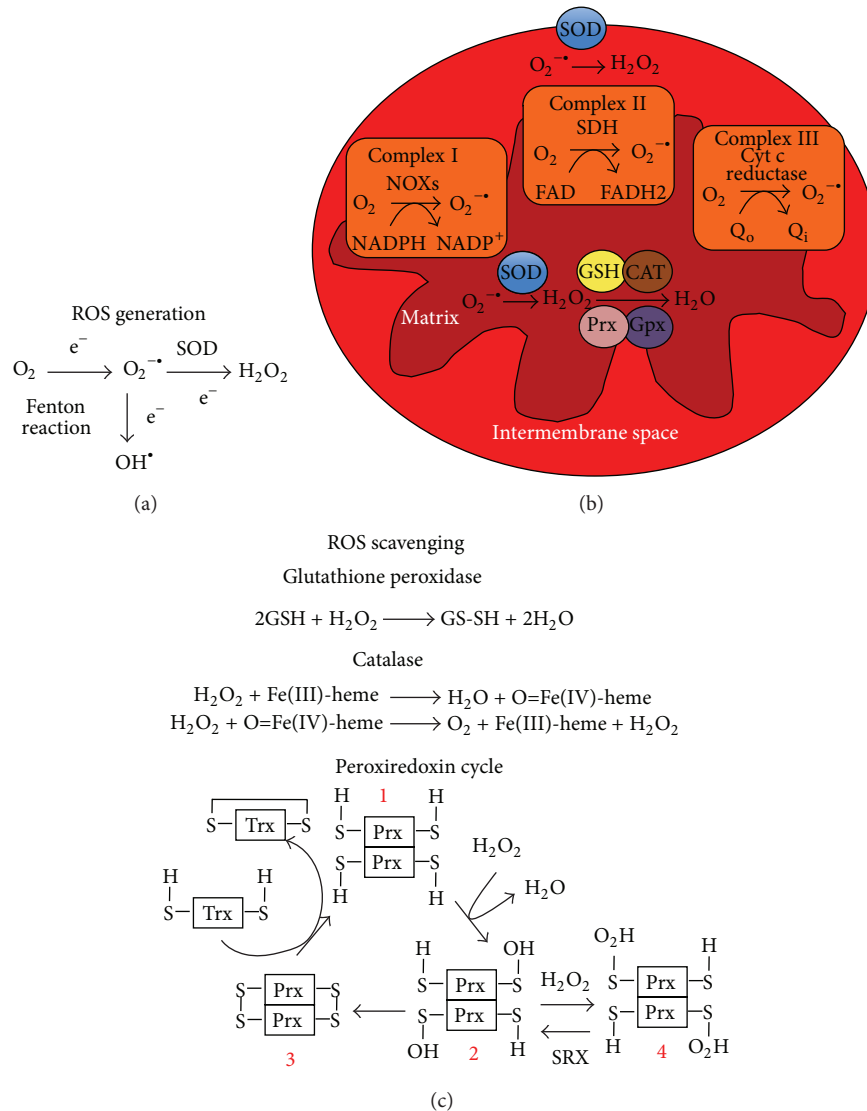 ROS generation
O₂ e⁻ O₂⁻• SOD e⁻ H₂O₂
Fenton
reaction
e⁻
OH•
(a)
SOD
O₂⁻• H₂O₂
Complex I
NOXs
O₂ O₂⁻•
NADPH NADP⁺
Complex II
SDH
O₂ O₂⁻•
FAD FADH2
Complex III
Cyt c
reductase
O₂ O₂⁻•
Qₒ Qᵢ
SOD GSH CAT
O₂⁻• H₂O₂ H₂O
Matrix
Prx Gpx
Intermembrane space
(b)
ROS scavenging
Glutathione peroxidase
2GSH + H₂O₂ ⟶ GS-SH + 2H₂O
Catalase
H₂O₂ + Fe(III)-heme ⟶ H₂O + O=Fe(IV)-heme
H₂O₂ + O=Fe(IV)-heme ⟶ O₂ + Fe(III)-heme + H₂O₂
Peroxiredoxin cycle
S Trx S
H H
S Trx S
1
H H
S Prx S
S Prx S
H H
H₂O₂
H₂O
H OH
S Prx S
S Prx S
OH H
2
H₂O₂
SRX
O₂H H
S Prx S
S Prx S
H O₂H
4
S Prx S
S Prx S
3
(c)